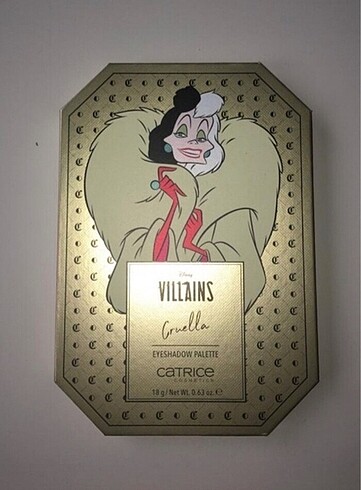 Disney
VILLAINS
Cruella
EYESHADOW PALETTE
CATRICE
COSMETICS
18 g/Net Wt. 0.63 oz. e